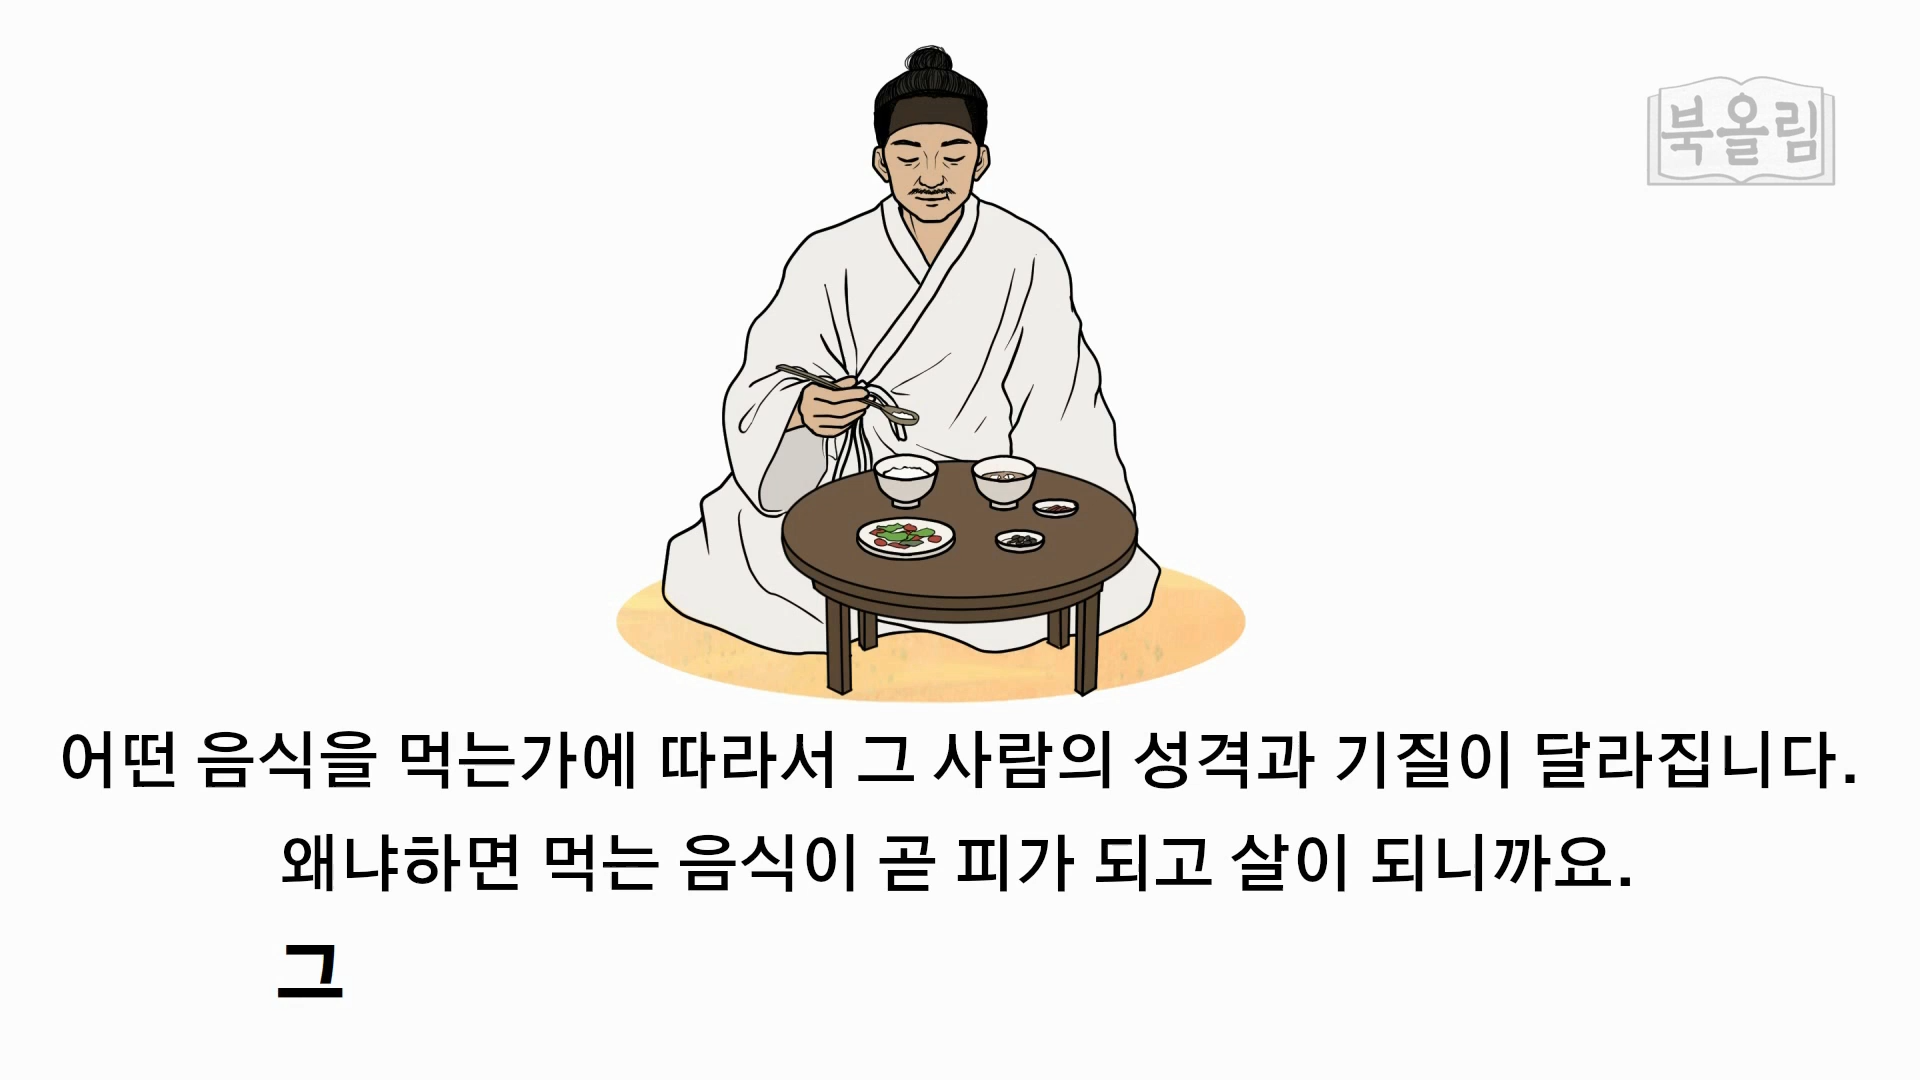 북올림
어떤 음식을 먹는가에 따라서 그 사람의 성격과 기질이 달라집니다.
왜냐하면 먹는 음식이 곧 피가 되고 살이 되니까요.
그